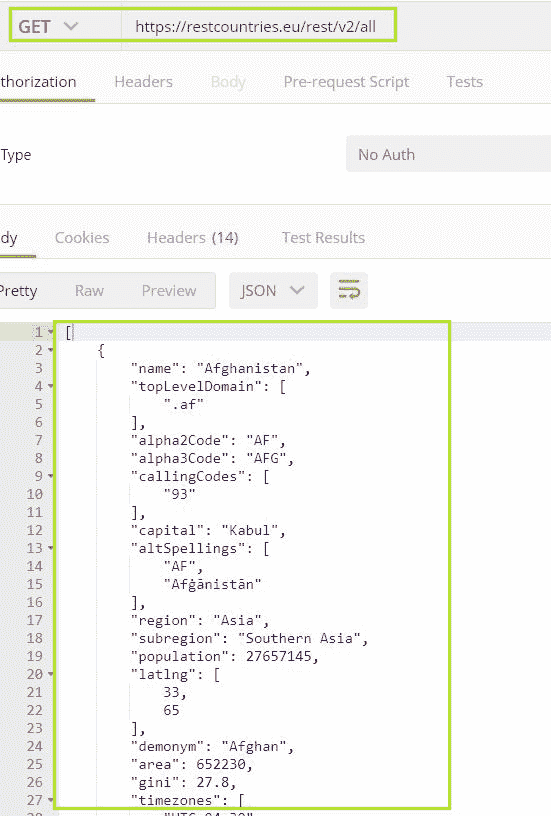 GET https://restcountries.eu/rest/v2/all
thorization Headers Body Pre-request Script Tests
Type No Auth
dy Cookies Headers (14) Test Results
Pretty Raw Preview JSON
1 [
2 {
3 "name": "Afghanistan",
4 "topLevelDomain": [
5 ".af"
6 ],
7 "alpha2Code": "AF",
8 "alpha3Code": "AFG",
9 "callingCodes": [
10 "93"
11 ],
12 "capital": "Kabul",
13 "altSpellings": [
14 "AF",
15 "Afġānistān"
16 ],
17 "region": "Asia",
18 "subregion": "Southern Asia",
19 "population": 27657145,
20 "latlng": [
21 33,
22 65
23 ],
24 "demonym": "Afghan",
25 "area": 652230,
26 "gini": 27.8,
27 "timezones": [